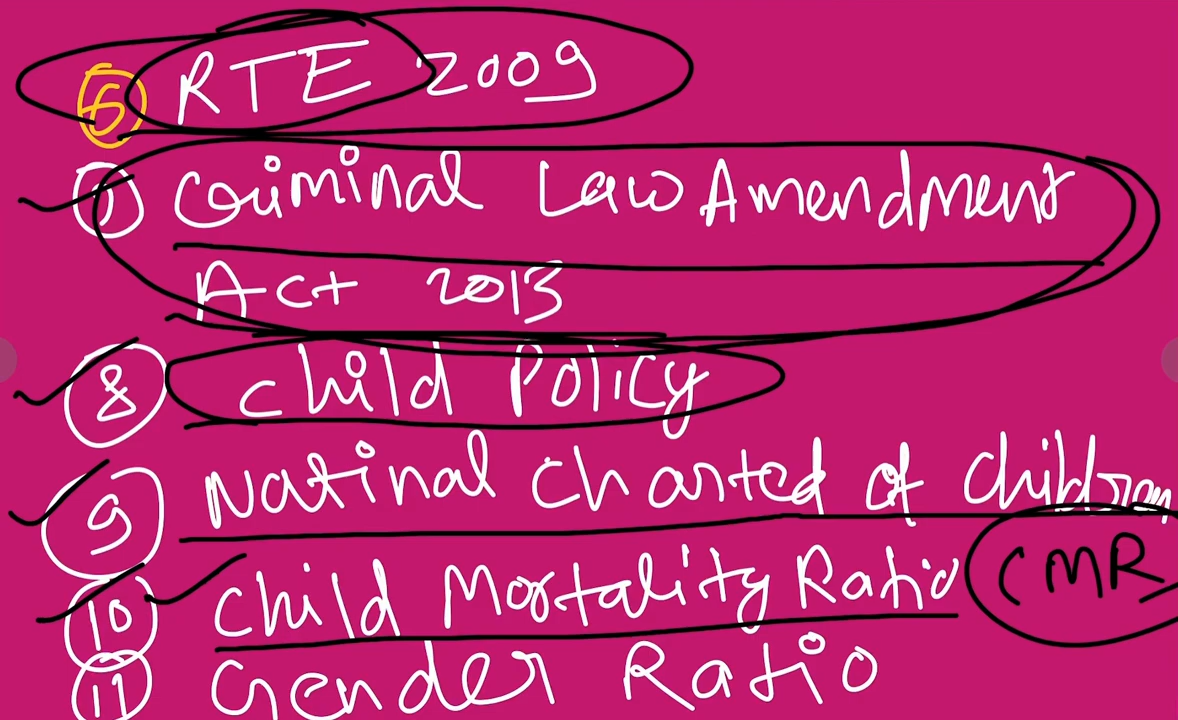 6 RTE 2009
7 Criminal Law Amendment
Act 2013
8 Child Policy
9 Natinal Charted of Children
10 Child Mortality Ratio CMR
11 Gender Ratio